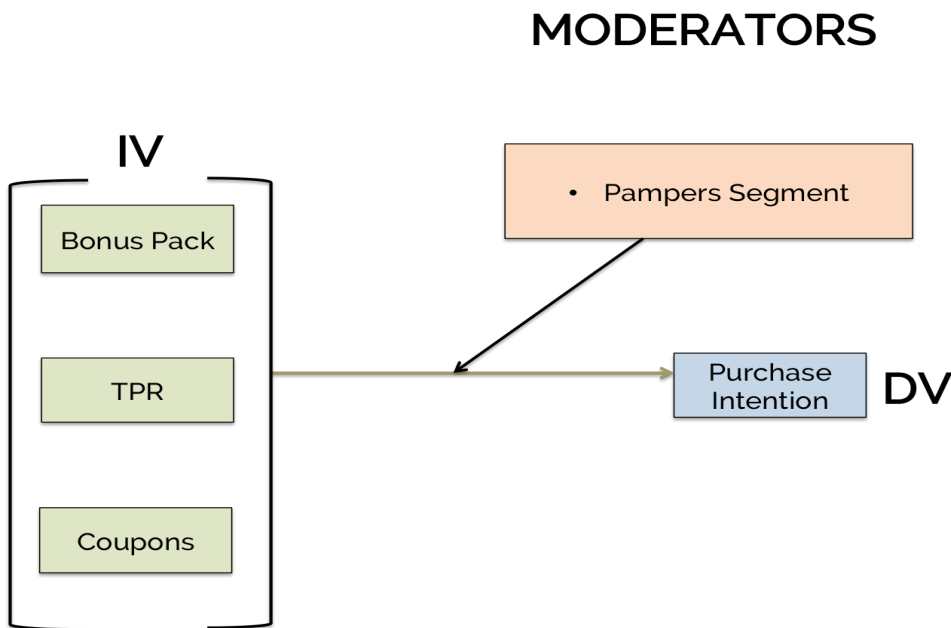 MODERATORS
IV
• Pampers Segment
Bonus Pack
TPR
Purchase
Intention
DV
Coupons